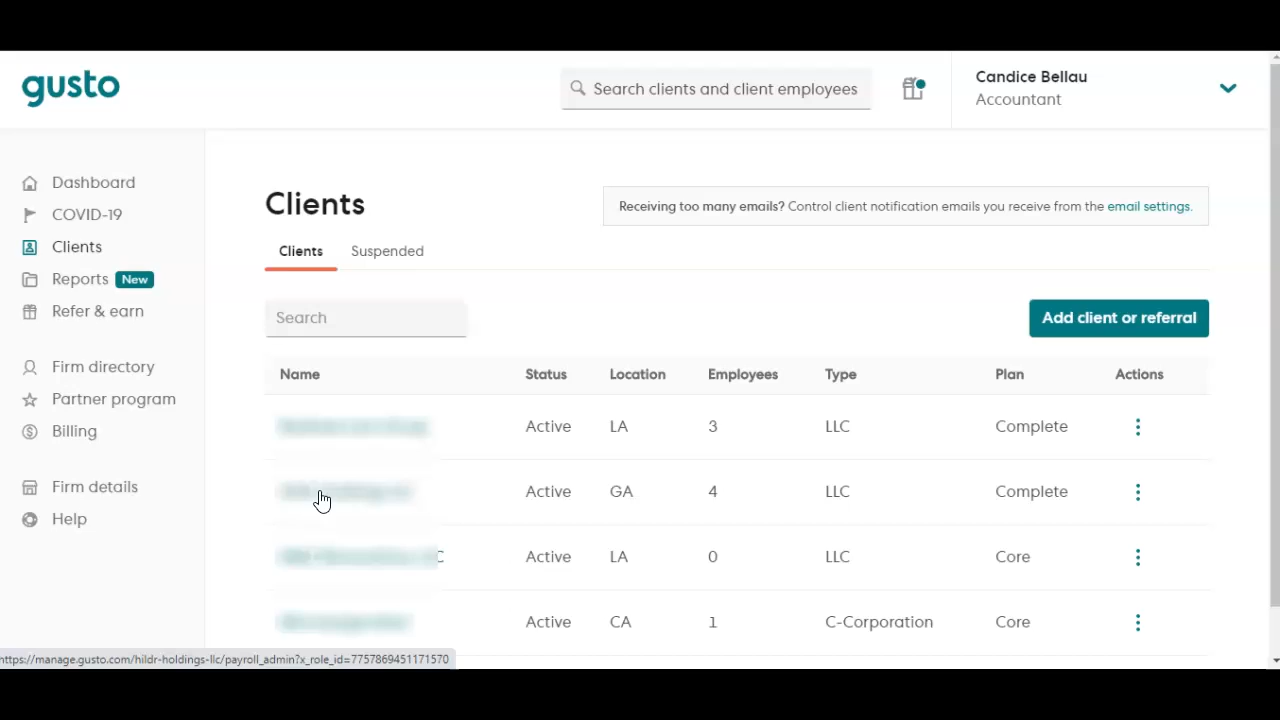 gusto
Search clients and client employees
Candice Bellau
Accountant
Dashboard
COVID-19
Clients
Reports New
Refer & earn
Firm directory
Partner program
Billing
Firm details
Help
Clients
Receiving too many emails? Control client notification emails you receive from the email settings.
Clients Suspended
Search
Add client or referral
Name Status Location Employees Type Plan Actions
Active LA 3 LLC Complete
Active GA 4 LLC Complete
C Active LA 0 LLC Core
Active CA 1 C-Corporation Core
https://manage.gusto.com/hildr-holdings-llc/payroll_admin?x_role_id=7757869451171570